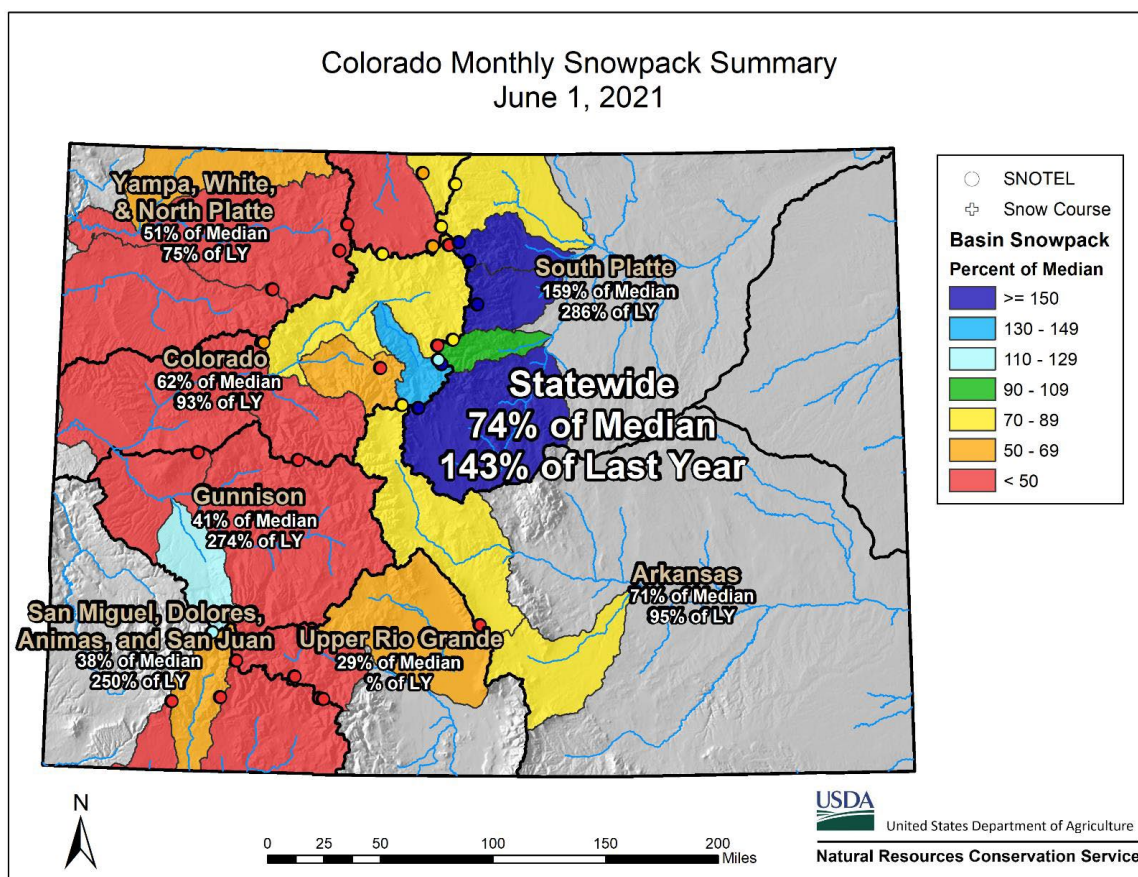 Colorado Monthly Snowpack Summary
June 1, 2021
Yampa, White,
& North Platte
51% of Median
75% of LY
South Platte
159% of Median
286% of LY
Colorado
62% of Median
93% of LY
Statewide
74% of Median
143% of Last Year
Gunnison
41% of Median
274% of LY
Arkansas
71% of Median
95% of LY
San Miguel, Dolores,
Animas, and San Juan
38% of Median
250% of LY
Upper Rio Grande
29% of Median
% of LY
SNOTEL
Snow Course
Basin Snowpack
Percent of Median
>= 150
130 - 149
110 - 129
90 - 109
70 - 89
50 - 69
< 50
N
0 50 100 150 200
Miles
USDA
United States Department of Agriculture
Natural Resources Conservation Service